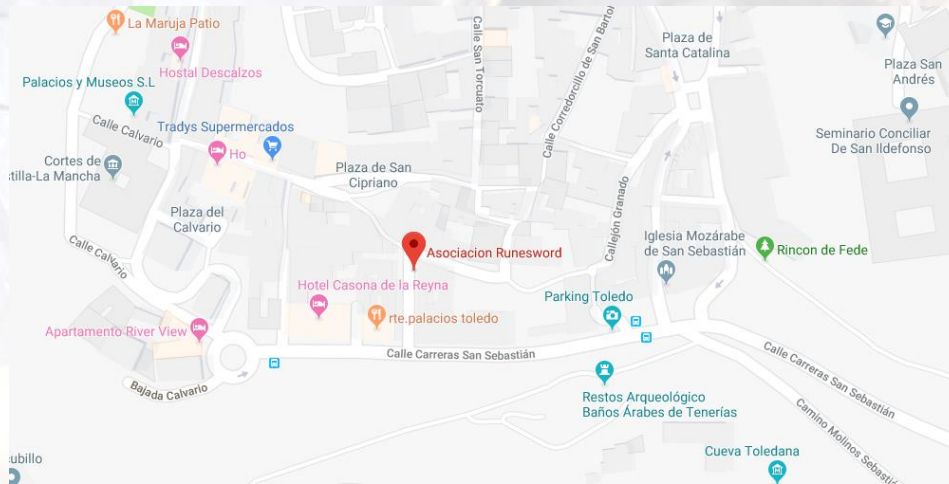 La Maruja Patio
Hostal Descalzos
Palacios y Museos S.L
Calle Calvario
Tradys Supermercados
Ho
Cortes de
stilla-La Mancha
Plaza del
Calvario
Calle Calvario
Plaza de San
Cipriano
Calle San Torcuato
Calle Corredorcillo de San Bartol
Plaza de
Santa Catalina
Plaza San
Andrés
Seminario Conciliar
De San Ildefonso
Callejón Granado
Iglesia Mozárabe
de San Sebastián
Rincon de Fede
Asociacion Runesword
Hotel Casona de la Reyna
rte.palacios toledo
Parking Toledo
Apartamento River View
Bajada Calvario
Calle Carreras San Sebastián
Calle Carreras San Sebastián
Restos Arqueológico
Baños Árabes de Tenerías
Camino Molinos Sebastiá
Cueva Toledana
cubillo